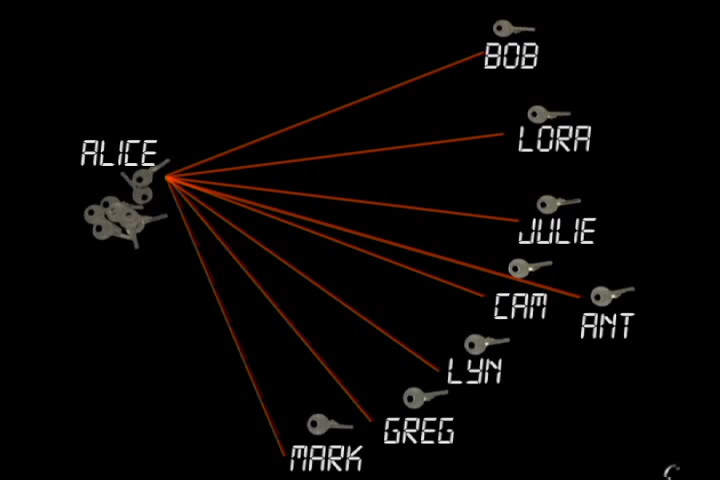 BOB
LORA
ALICE
JULIE
CAM
ANT
LYN
GREG
MARK